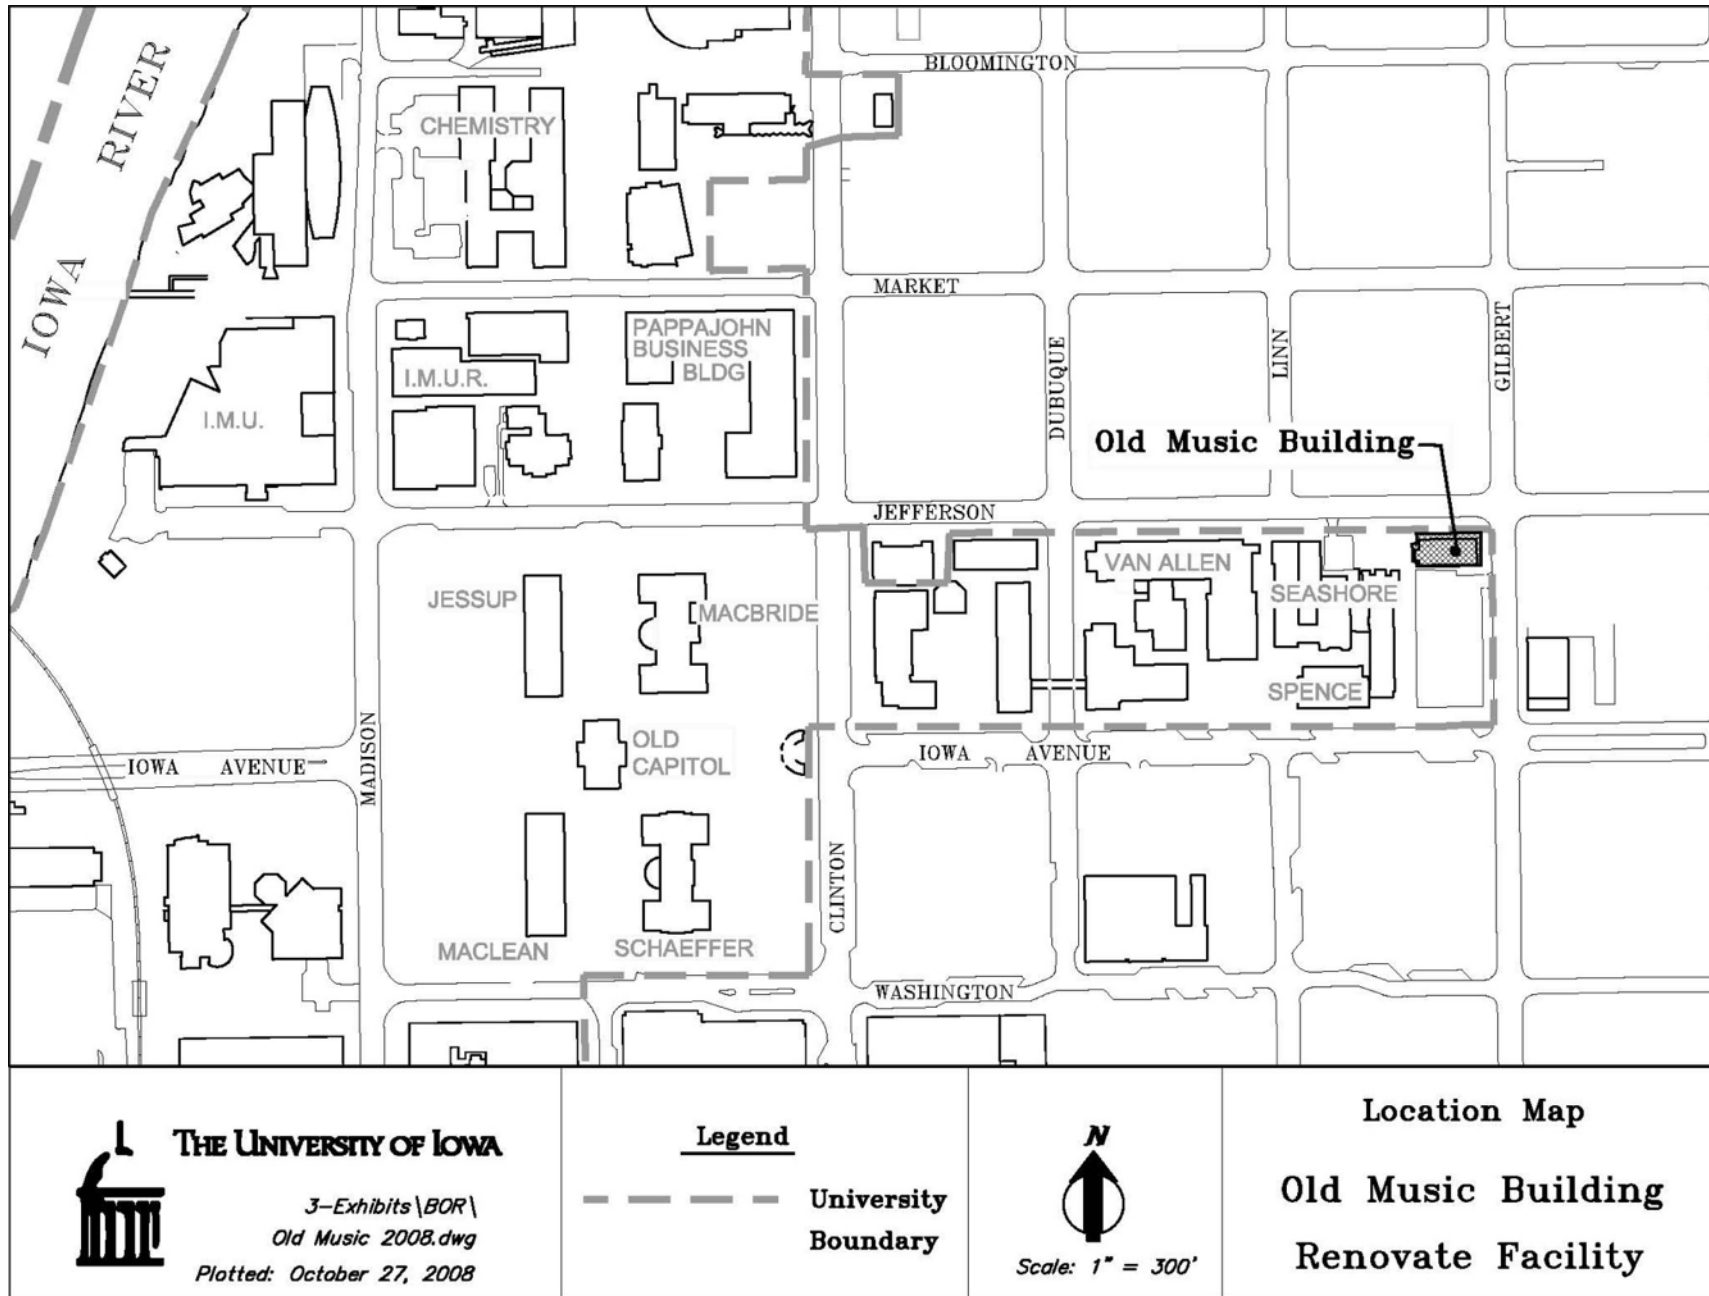 BLOOMINGTON
RIVER
CHEMISTRY
IOWA
MARKET
PAPPAJOHN
BUSINESS
BLDG
I.M.U.R.
I.M.U.
DUBUQUE
LINN
GILBERT
Old Music Building
JEFFERSON
VAN ALLEN
JESSUP
MACBRIDE
SEASHORE
SPENCE
OLD
CAPITOL
IOWA AVENUE
IOWA AVENUE
MADISON
CLINTON
MACLEAN
SCHAEFFER
WASHINGTON
THE UNIVERSITY OF IOWA
3-Exhibits\BOR\
Old Music 2008.dwg
Plotted: October 27, 2008
Legend
University
Boundary
N
Scale: 1" = 300'
Location Map
Old Music Building
Renovate Facility